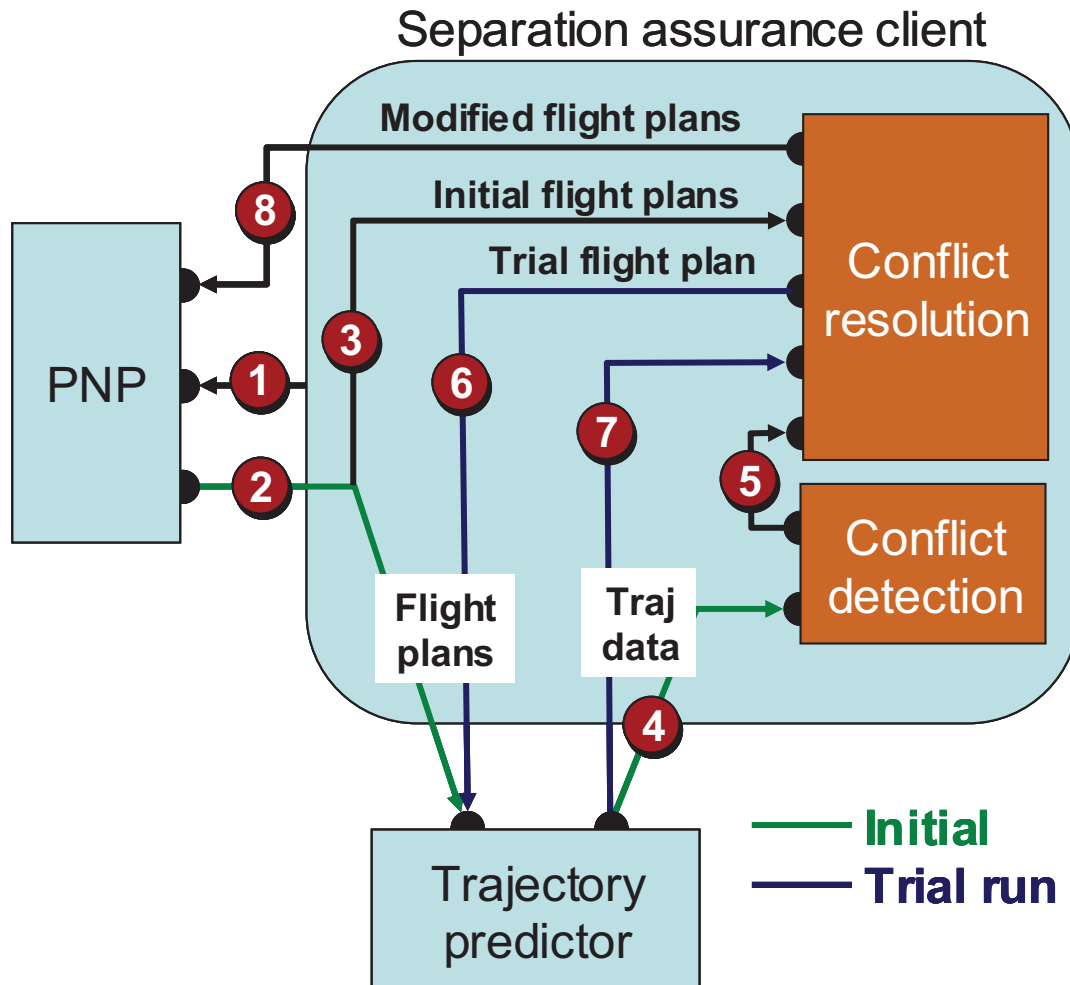 Separation assurance client
Modified flight plans
8
Initial flight plans
Trial flight plan
Conflict
resolution
3
PNP
1
6
7
2
5
Conflict
detection
Flight
plans
Traj
data
4
Initial
Trial run
Trajectory
predictor